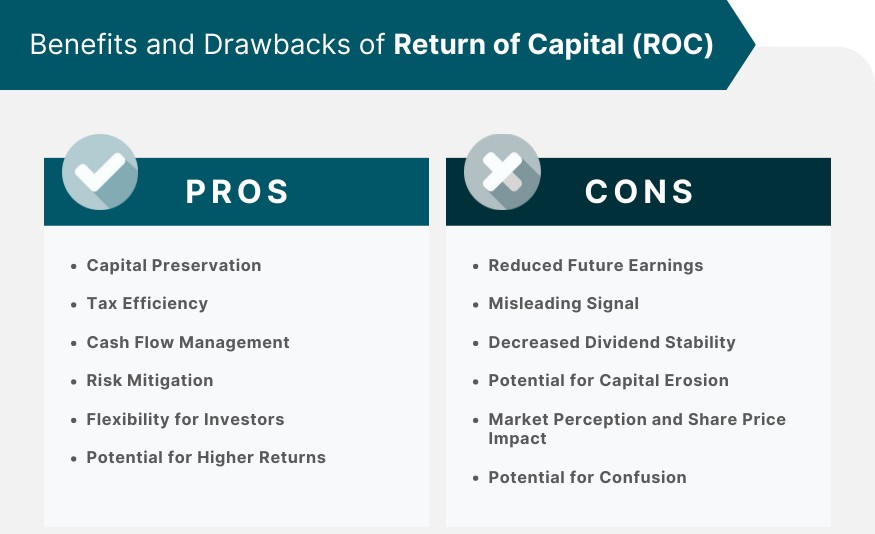 Benefits and Drawbacks of Return of Capital (ROC)
PROS
• Capital Preservation
• Tax Efficiency
• Cash Flow Management
• Risk Mitigation
• Flexibility for Investors
• Potential for Higher Returns
CONS
• Reduced Future Earnings
• Misleading Signal
• Decreased Dividend Stability
• Potential for Capital Erosion
• Market Perception and Share Price
Impact
• Potential for Confusion